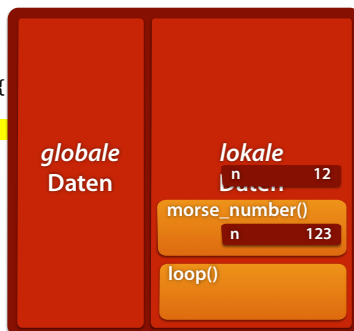 {
globale
Daten
lokale
n 12
Daten
morse_number()
n 123
loop()